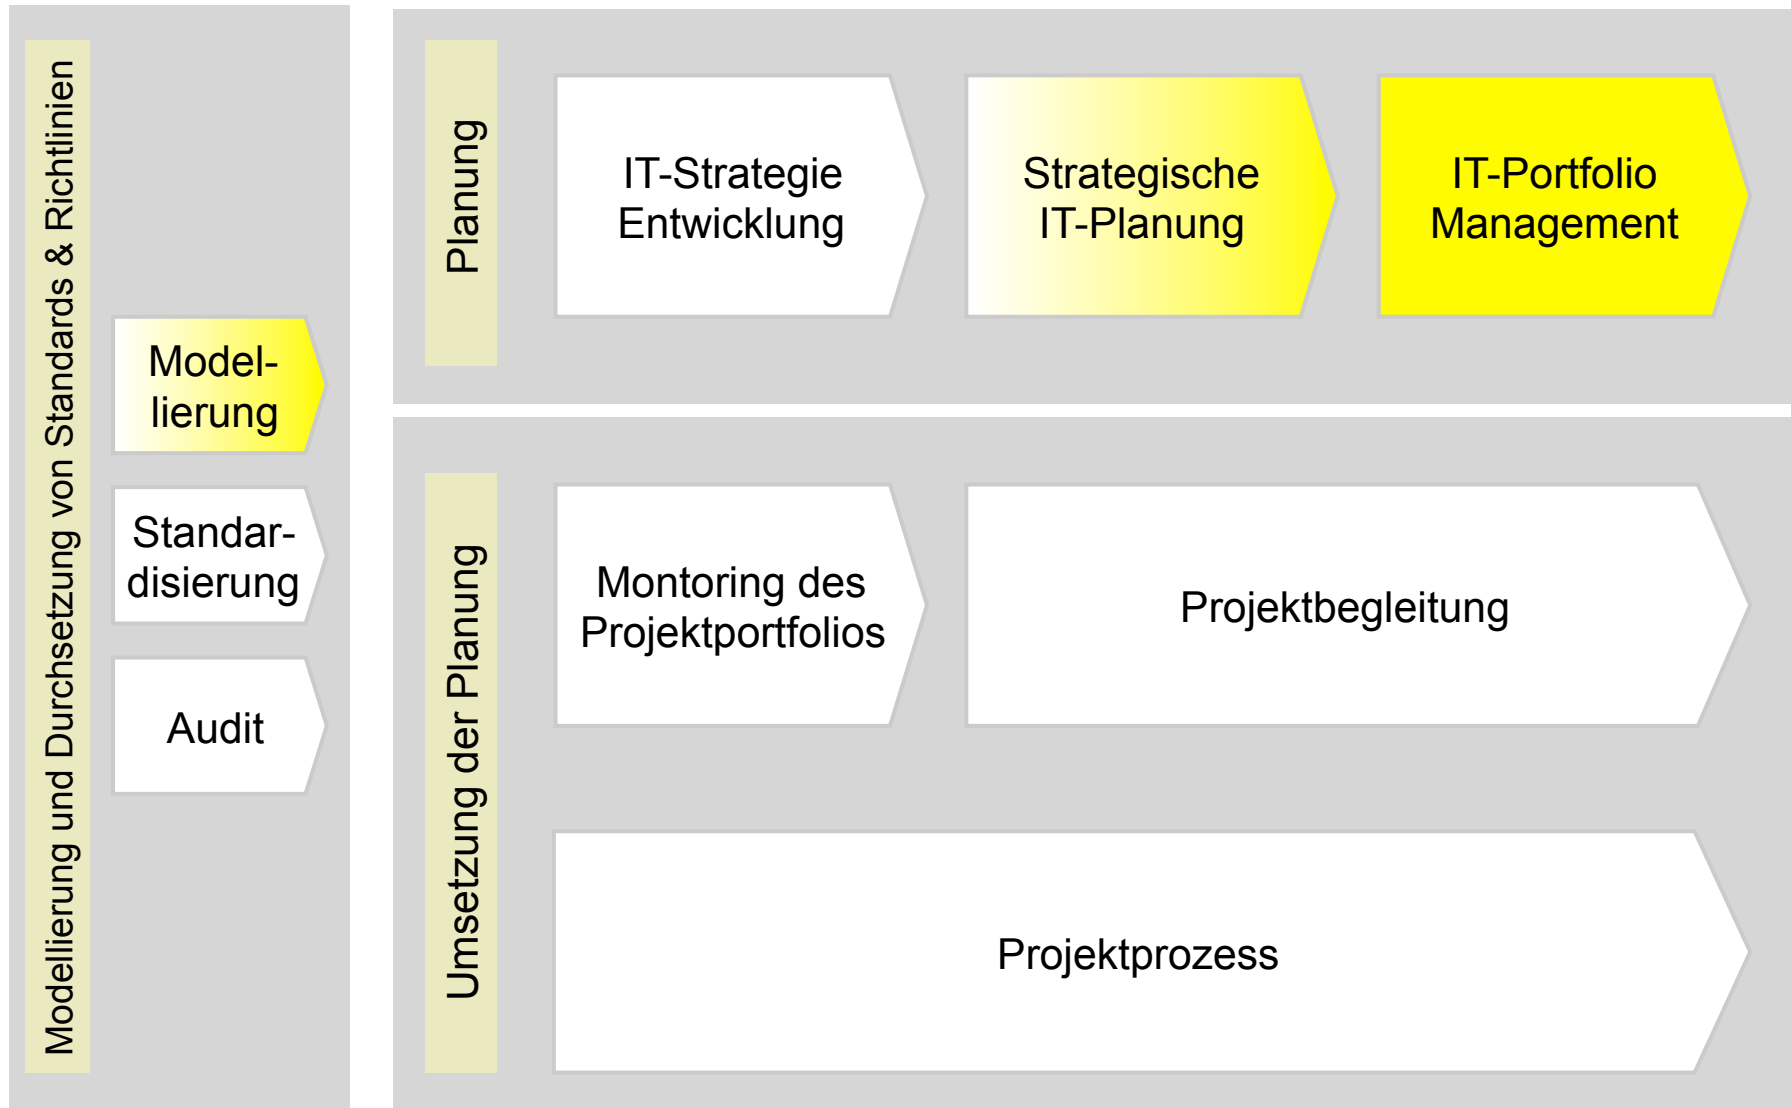 Modellierung und Durchsetzung von Standards & Richtlinien
Model-
lierung
Standar-
disierung
Audit
Planung
IT-Strategie
Entwicklung
Strategische
IT-Planung
IT-Portfolio
Management
Umsetzung der Planung
Montoring des
Projektportfolios
Projektbegleitung
Projektprozess